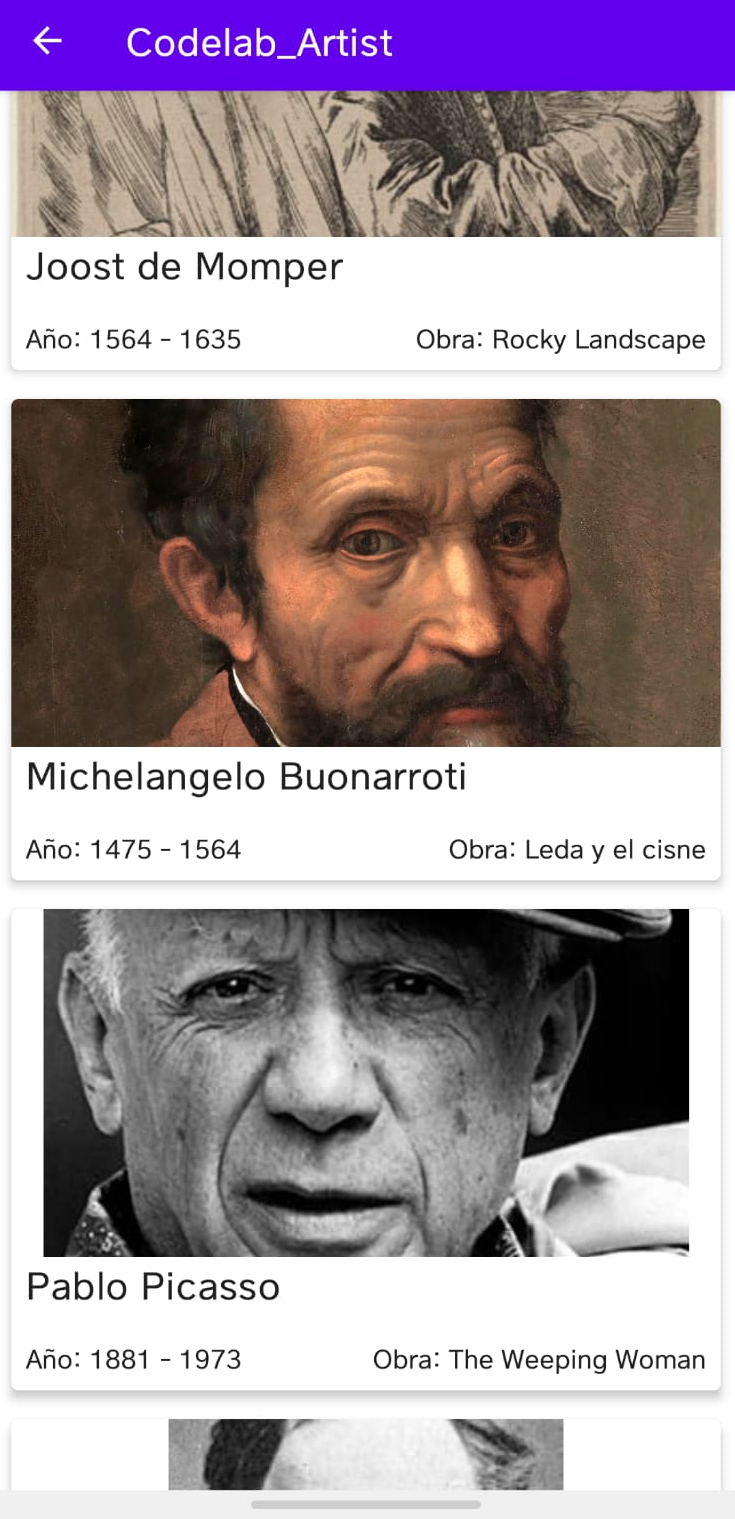 Codelab_Artist
Joost de Momper
Año: 1564 - 1635 Obra: Rocky Landscape
Michelangelo Buonarroti
Año: 1475 - 1564 Obra: Leda y el cisne
Pablo Picasso
Año: 1881 - 1973 Obra: The Weeping Woman